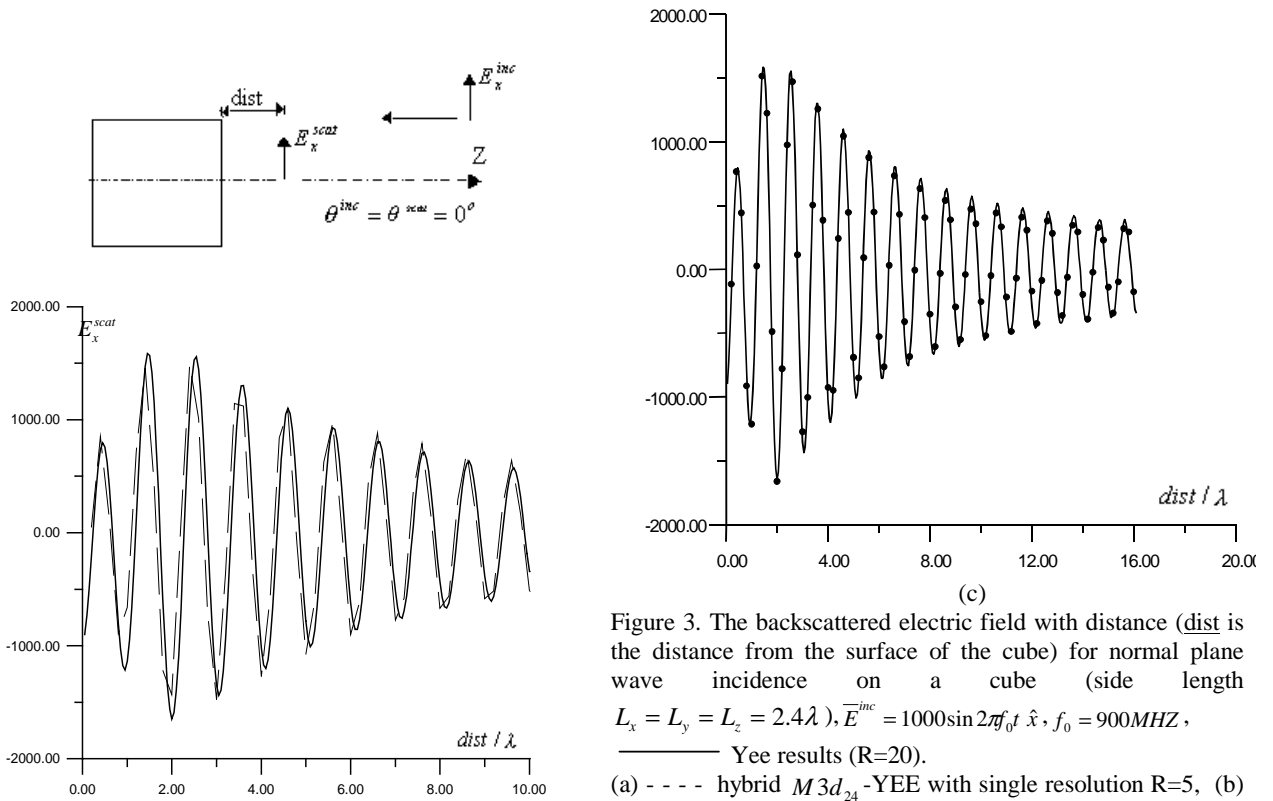 dist
E_x^{inc}
E_x^{scat}
Z
θ^{inc} = θ^{scat} = 0°
2000.00
E_x^{scat}
1000.00
0.00
-1000.00
-2000.00
dist / λ
0.00 2.00 4.00 6.00 8.00 10.00
2000.00
1000.00
0.00
-1000.00
-2000.00
dist / λ
0.00 4.00 8.00 12.00 16.00 20.00
(c)
Figure 3. The backscattered electric field with distance (dist is
the distance from the surface of the cube) for normal plane
wave incidence on a cube (side length
L_x = L_y = L_z = 2.4λ ), E̅^{inc} = 1000sin 2πf_0t x̂ , f_0 = 900MHZ ,
Yee results (R=20).
(a) - - - - hybrid M3d_{24}-YEE with single resolution R=5, (b)